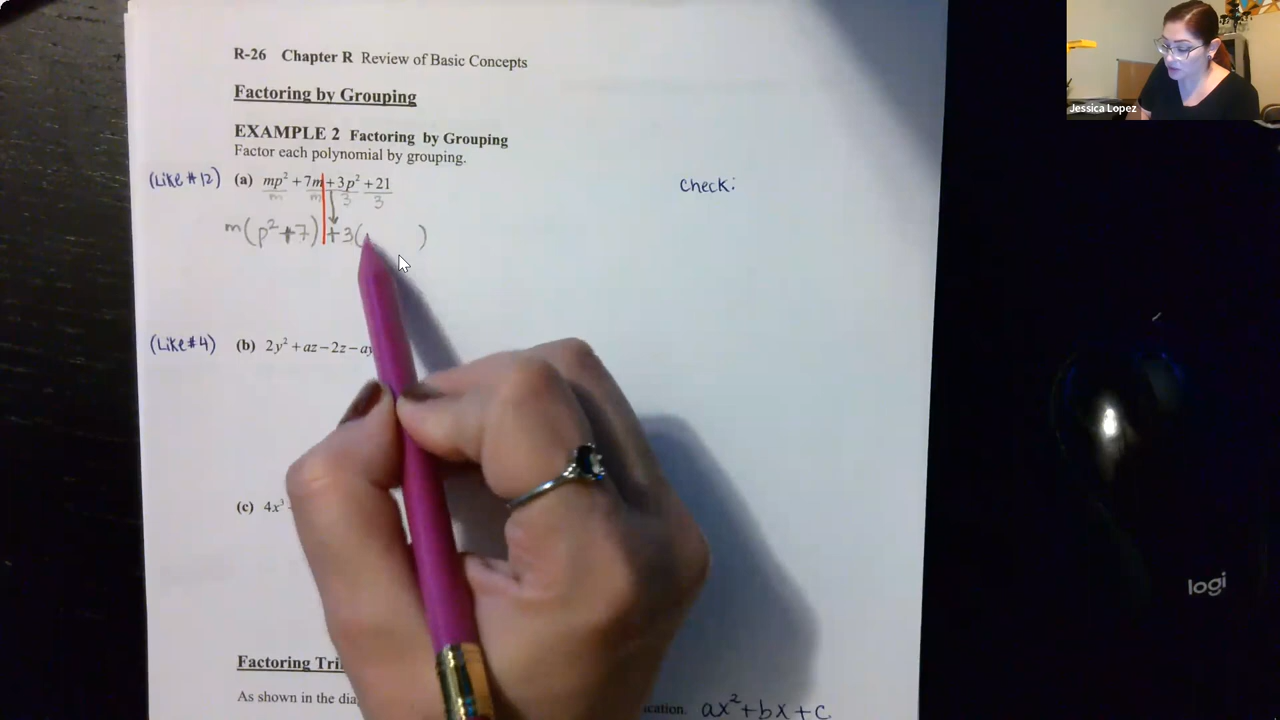 R-26 Chapter R Review of Basic Concepts
Factoring by Grouping
EXAMPLE 2 Factoring by Grouping
Factor each polynomial by grouping.
(Like #12) (a) mp² + 7m + 3p² + 21
m m 3 3
m(p² + 7) + 3( )
check:
(Like #4) (b) 2y² + az − 2z − ay
(c) 4x³
Factoring Tri
As shown in the dia
ication. ax² + bx + c
Jessica Lopez
logi